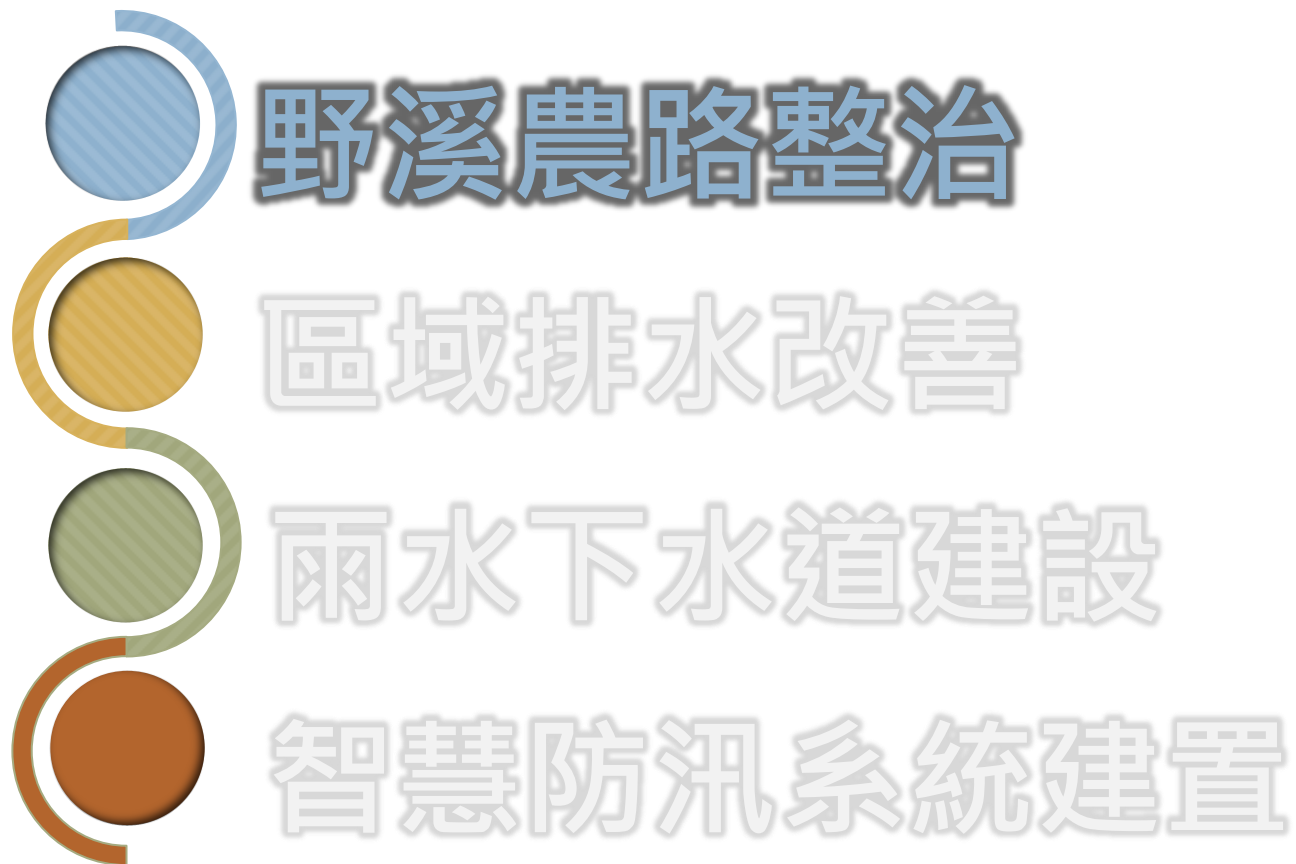 野溪農路整治
區域排水改善
雨水下水道建設
智慧防汛系統建置